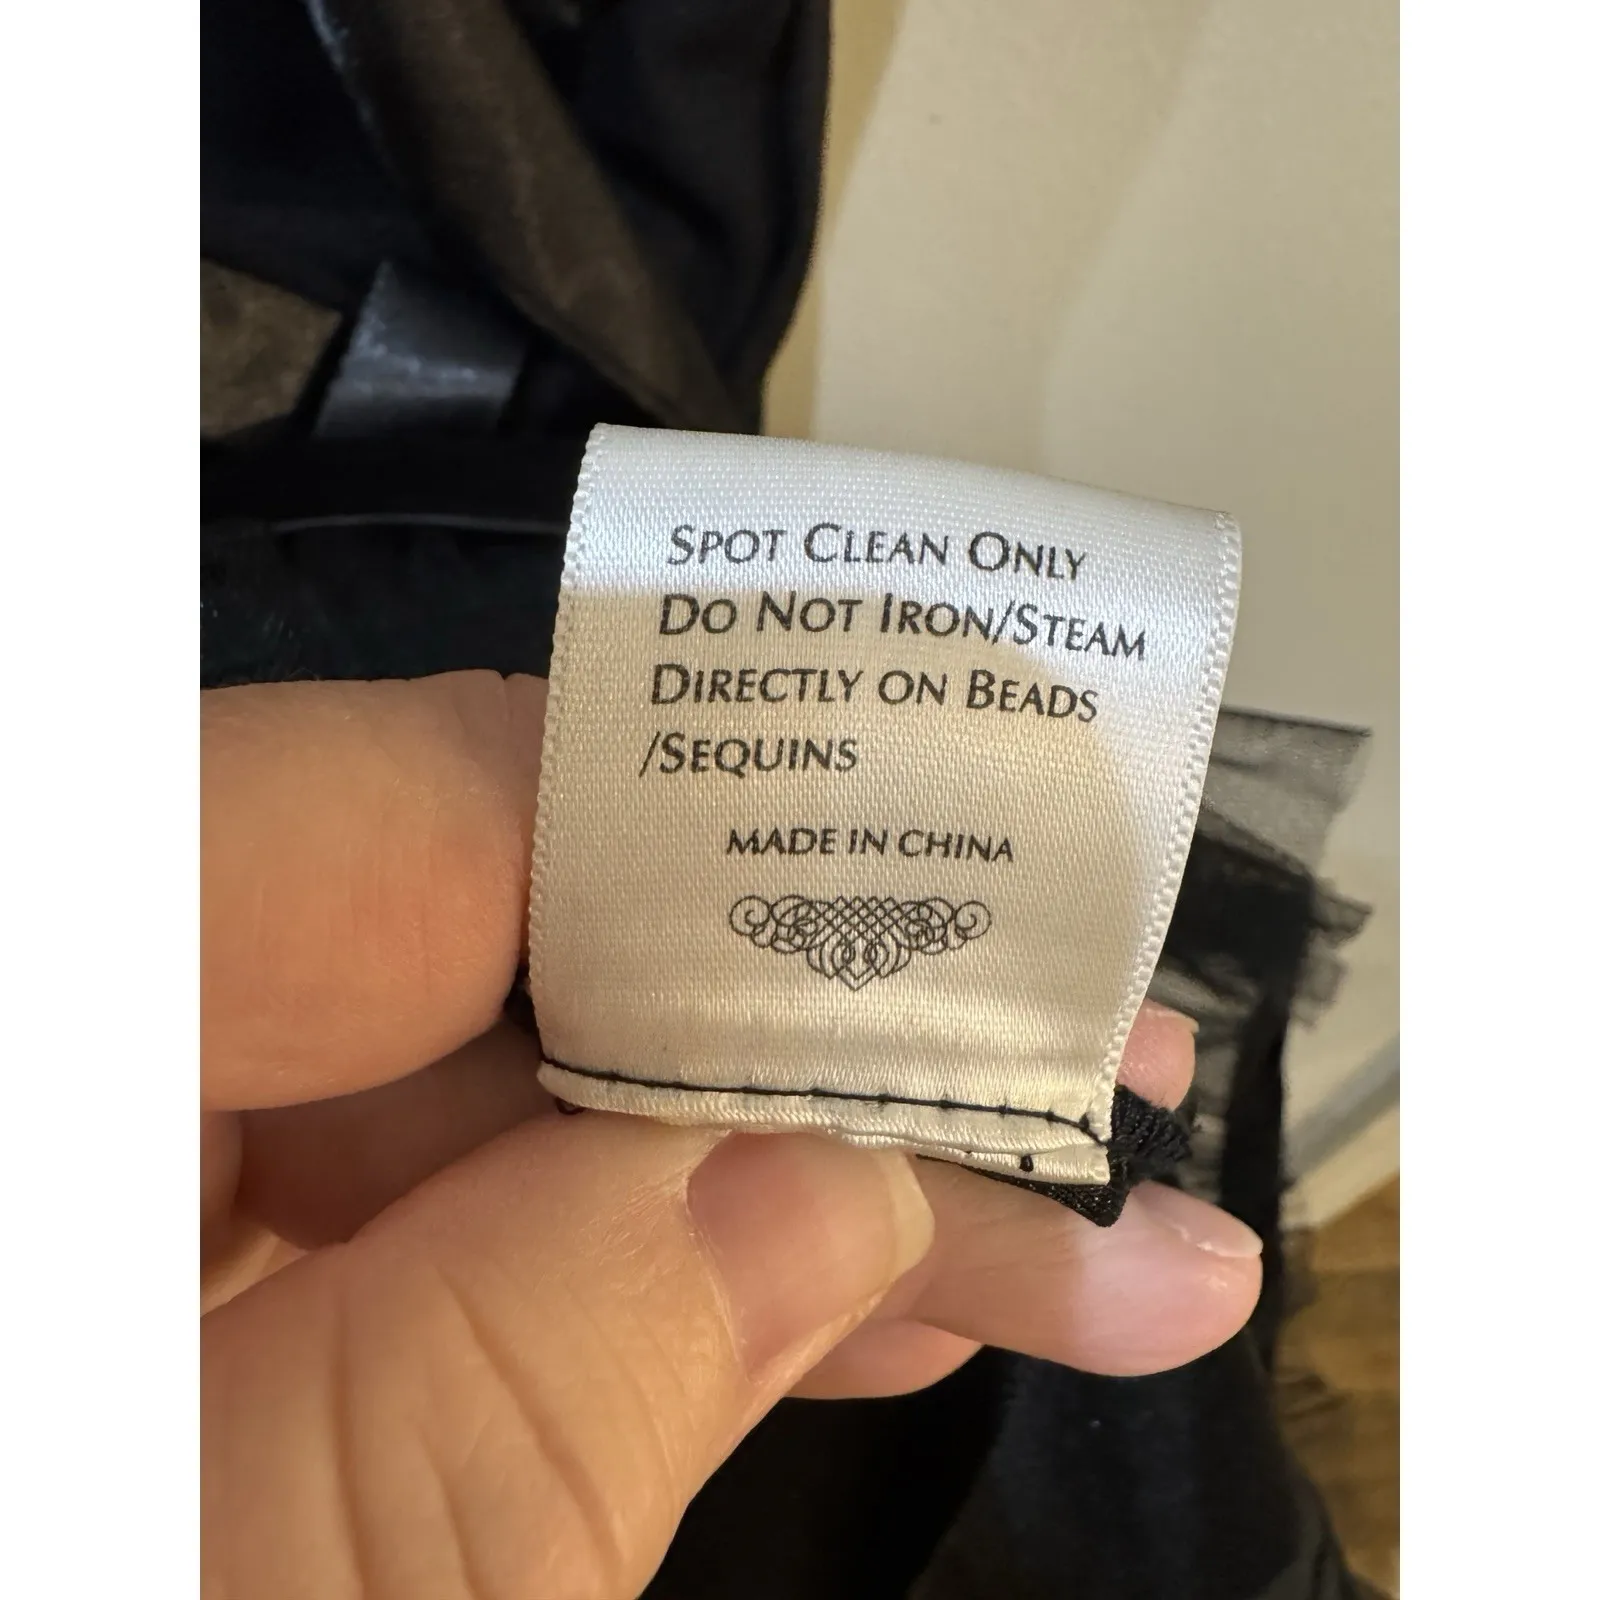 SPOT CLEAN ONLY
DO NOT IRON/STEAM
DIRECTLY ON BEADS
/SEQUINS
MADE IN CHINA